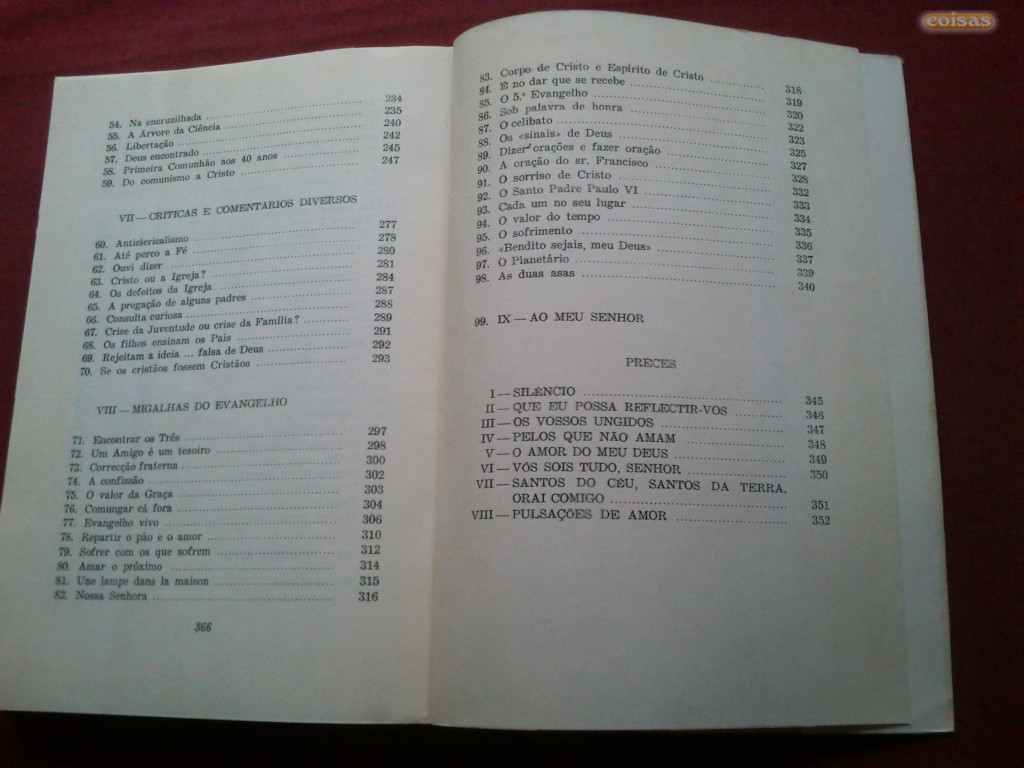 54. Na encruzilhada ........ 234
55. A Árvore da Ciência ........ 235
56. Libertação ........ 240
57. Deus encontrado ........ 242
58. Primeira Comunhão aos 40 anos ........ 245
59. Do comunismo a Cristo ........ 247
VII — CRÍTICAS E COMENTÁRIOS DIVERSOS
60. Anticlericalismo ........ 277
61. Até perco a Fé ........ 278
62. Ouvi dizer ........ 280
63. Cristo ou a Igreja? ........ 281
64. Os defeitos da Igreja ........ 284
65. A pregação de alguns padres ........ 287
66. Consulta curiosa ........ 288
67. Crise da Juventude ou crise da Família? ........ 289
68. Os filhos ensinam os Pais ........ 291
69. Rejeitam a ideia ... falsa de Deus ........ 292
70. Se os cristãos fossem Cristãos ........ 293
VIII — MIGALHAS DO EVANGELHO
71. Encontrar os Três ........ 297
72. Um Amigo é um tesoiro ........ 298
73. Correcção fraterna ........ 300
74. A confissão ........ 302
75. O valor da Graça ........ 303
76. Comungar cá fora ........ 304
77. Evangelho vivo ........ 306
78. Repartir o pão e o amor ........ 310
79. Sofrer com os que sofrem ........ 312
80. Amar o próximo ........ 314
81. Une lampe dans la maison ........ 315
82. Nossa Senhora ........ 316
366
83. Corpo de Cristo e Espírito de Cristo ........ 318
84. É no dar que se recebe ........ 319
85. O 5.º Evangelho ........ 320
86. Sob palavra de honra ........ 322
87. O celibato ........ 323
88. Os «sinais» de Deus ........ 325
89. Dizer orações e fazer oração ........ 327
90. A oração do sr. Francisco ........ 328
91. O sorriso de Cristo ........ 332
92. O Santo Padre Paulo VI ........ 333
93. Cada um no seu lugar ........ 334
94. O valor do tempo ........ 335
95. O sofrimento ........ 336
96. «Bendito sejais, meu Deus» ........ 337
97. O Planetário ........ 339
98. As duas asas ........ 340
99. IX — AO MEU SENHOR
PRECES
I — SILÊNCIO ........ 345
II — QUE EU POSSA REFLECTIR-VOS ........ 346
III — OS VOSSOS UNGIDOS ........ 347
IV — PELOS QUE NÃO AMAM ........ 348
V — O AMOR DO MEU DEUS ........ 349
VI — VÓS SOIS TUDO, SENHOR ........ 350
VII — SANTOS DO CÉU, SANTOS DA TERRA,
ORAI COMIGO ........ 351
VIII — PULSAÇÕES DE AMOR ........ 352
coisas